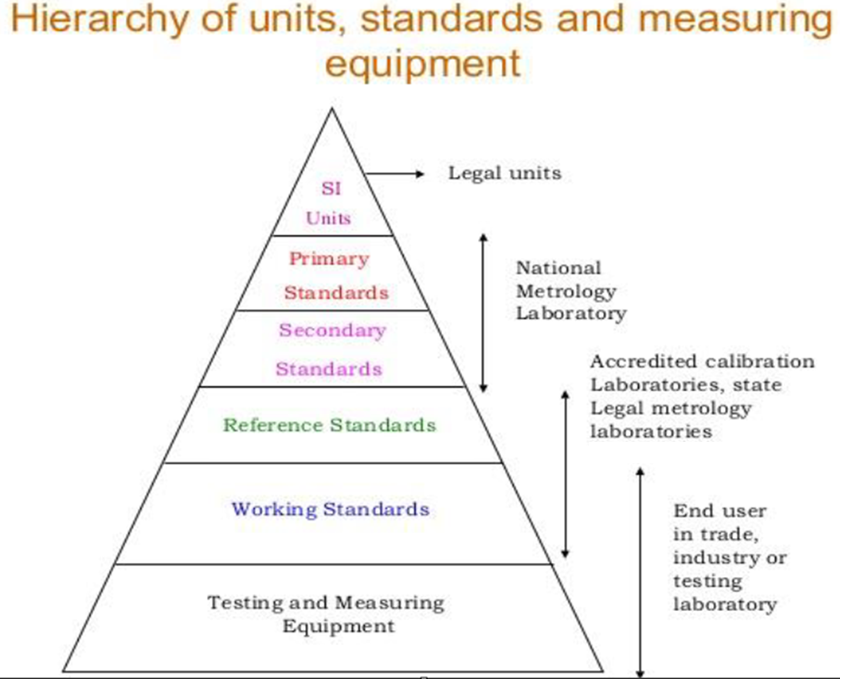 Hierarchy of units, standards and measuring
equipment
SI
Units
Legal units
Primary
Standards
National
Metrology
Laboratory
Secondary
Standards
Accredited calibration
Laboratories, state
Legal metrology
laboratories
Reference Standards
Working Standards
End user
in trade,
industry or
testing
laboratory
Testing and Measuring
Equipment